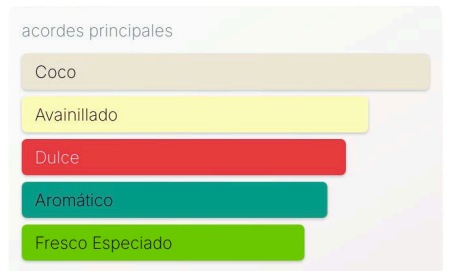 acordes principales
Coco
Avainillado
Dulce
Aromático
Fresco Especiado